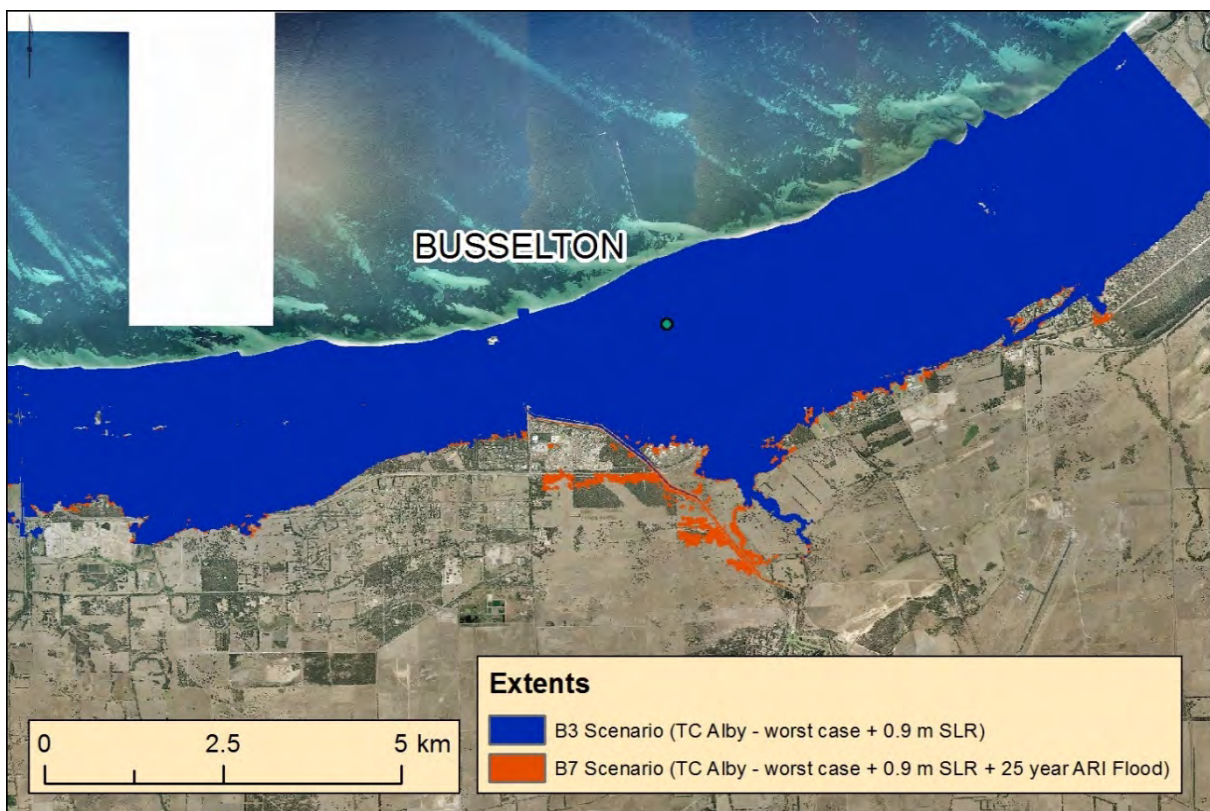 BUSSELTON
Extents
B3 Scenario (TC Alby - worst case + 0.9 m SLR)
B7 Scenario (TC Alby - worst case + 0.9 m SLR + 25 year ARI Flood)
0 2.5 5 km